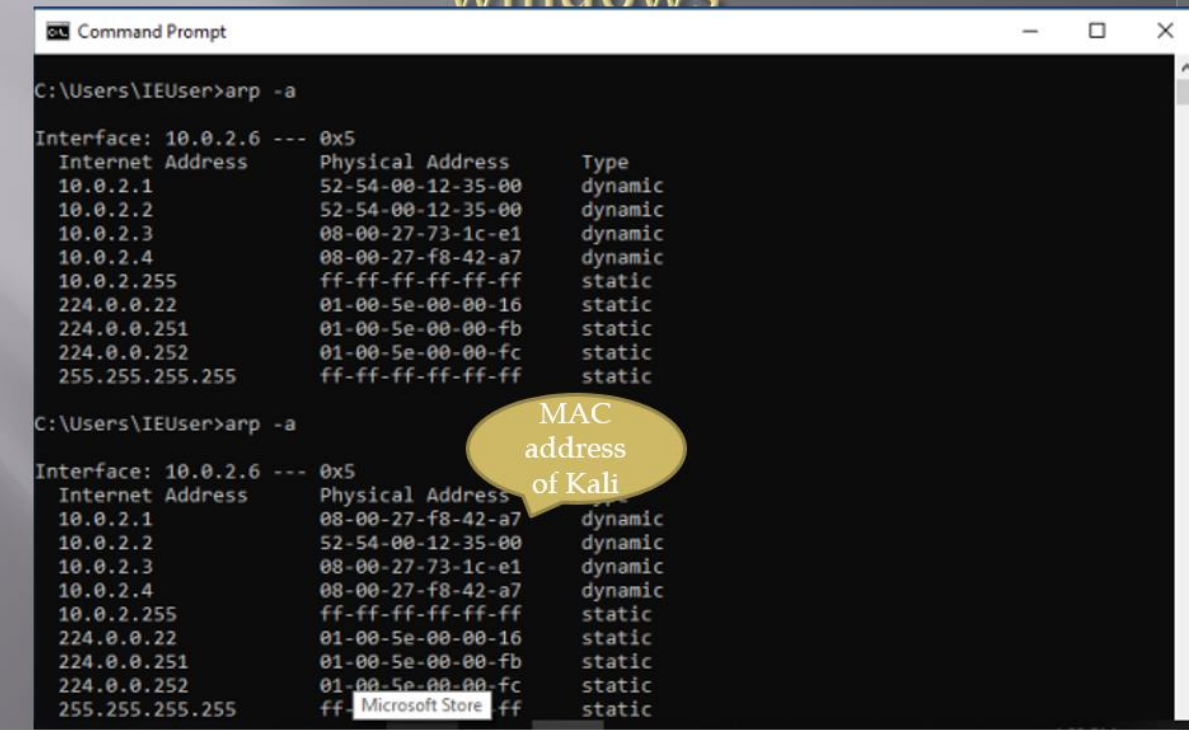 windows
Command Prompt
C:\Users\IEUser>arp -a
Interface: 10.0.2.6 --- 0x5
Internet Address Physical Address Type
10.0.2.1 52-54-00-12-35-00 dynamic
10.0.2.2 52-54-00-12-35-00 dynamic
10.0.2.3 08-00-27-73-1c-e1 dynamic
10.0.2.4 08-00-27-f8-42-a7 dynamic
10.0.2.255 ff-ff-ff-ff-ff-ff static
224.0.0.22 01-00-5e-00-00-16 static
224.0.0.251 01-00-5e-00-00-fb static
224.0.0.252 01-00-5e-00-00-fc static
255.255.255.255 ff-ff-ff-ff-ff-ff static
C:\Users\IEUser>arp -a
MAC
address
of Kali
Interface: 10.0.2.6 --- 0x5
Internet Address Physical Address
10.0.2.1 08-00-27-f8-42-a7 dynamic
10.0.2.2 52-54-00-12-35-00 dynamic
10.0.2.3 08-00-27-73-1c-e1 dynamic
10.0.2.4 08-00-27-f8-42-a7 dynamic
10.0.2.255 ff-ff-ff-ff-ff-ff static
224.0.0.22 01-00-5e-00-00-16 static
224.0.0.251 01-00-5e-00-00-fb static
224.0.0.252 01-00-5e-00-00-fc static
255.255.255.255 ff- Microsoft Store ff static